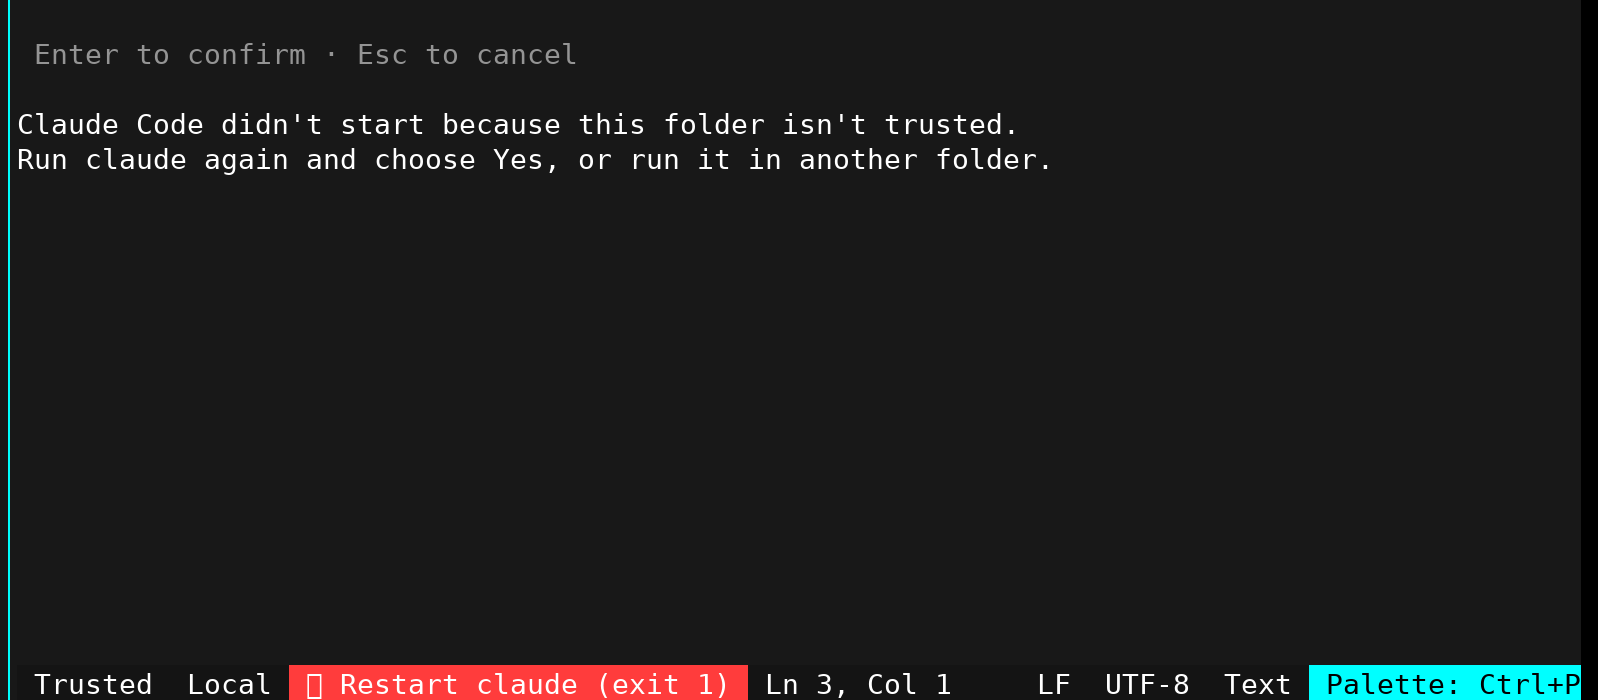 Enter to confirm · Esc to cancel
Claude Code didn't start because this folder isn't trusted.
Run claude again and choose Yes, or run it in another folder.
Trusted  Local  Restart claude (exit 1)  Ln 3, Col 1  LF  UTF-8  Text  Palette: Ctrl+P